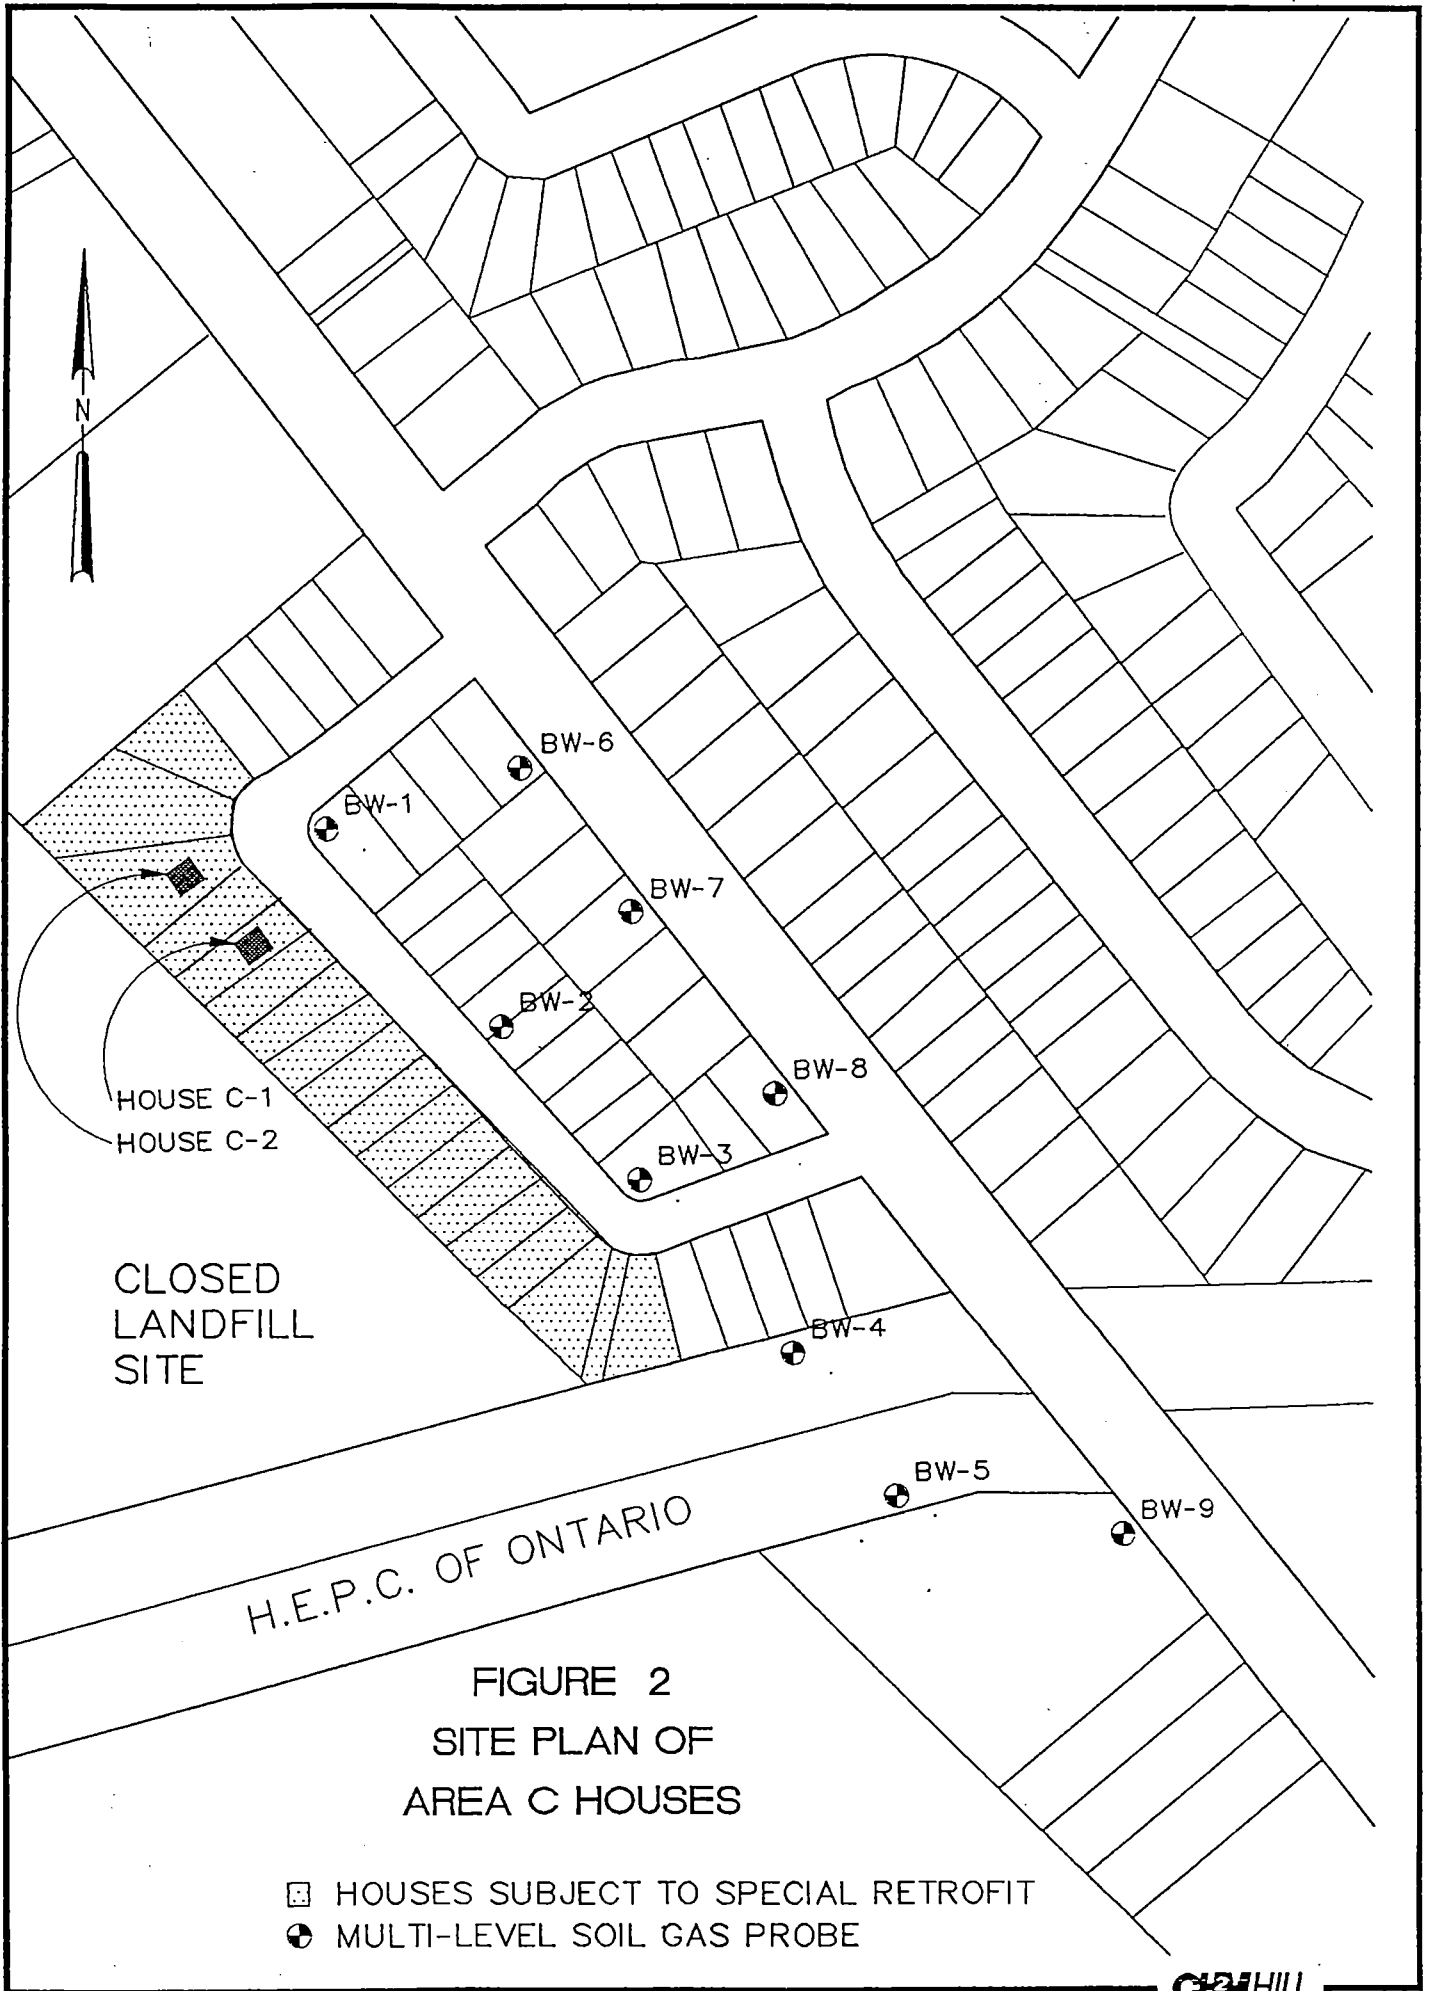 N
BW-6
BW-1
BW-7
BW-2
BW-8
HOUSE C-1
HOUSE C-2
BW-3
CLOSED
LANDFILL
SITE
BW-4
BW-5
BW-9
H.E.P.C. OF ONTARIO
FIGURE 2
SITE PLAN OF
AREA C HOUSES
HOUSES SUBJECT TO SPECIAL RETROFIT
MULTI-LEVEL SOIL GAS PROBE
HILL